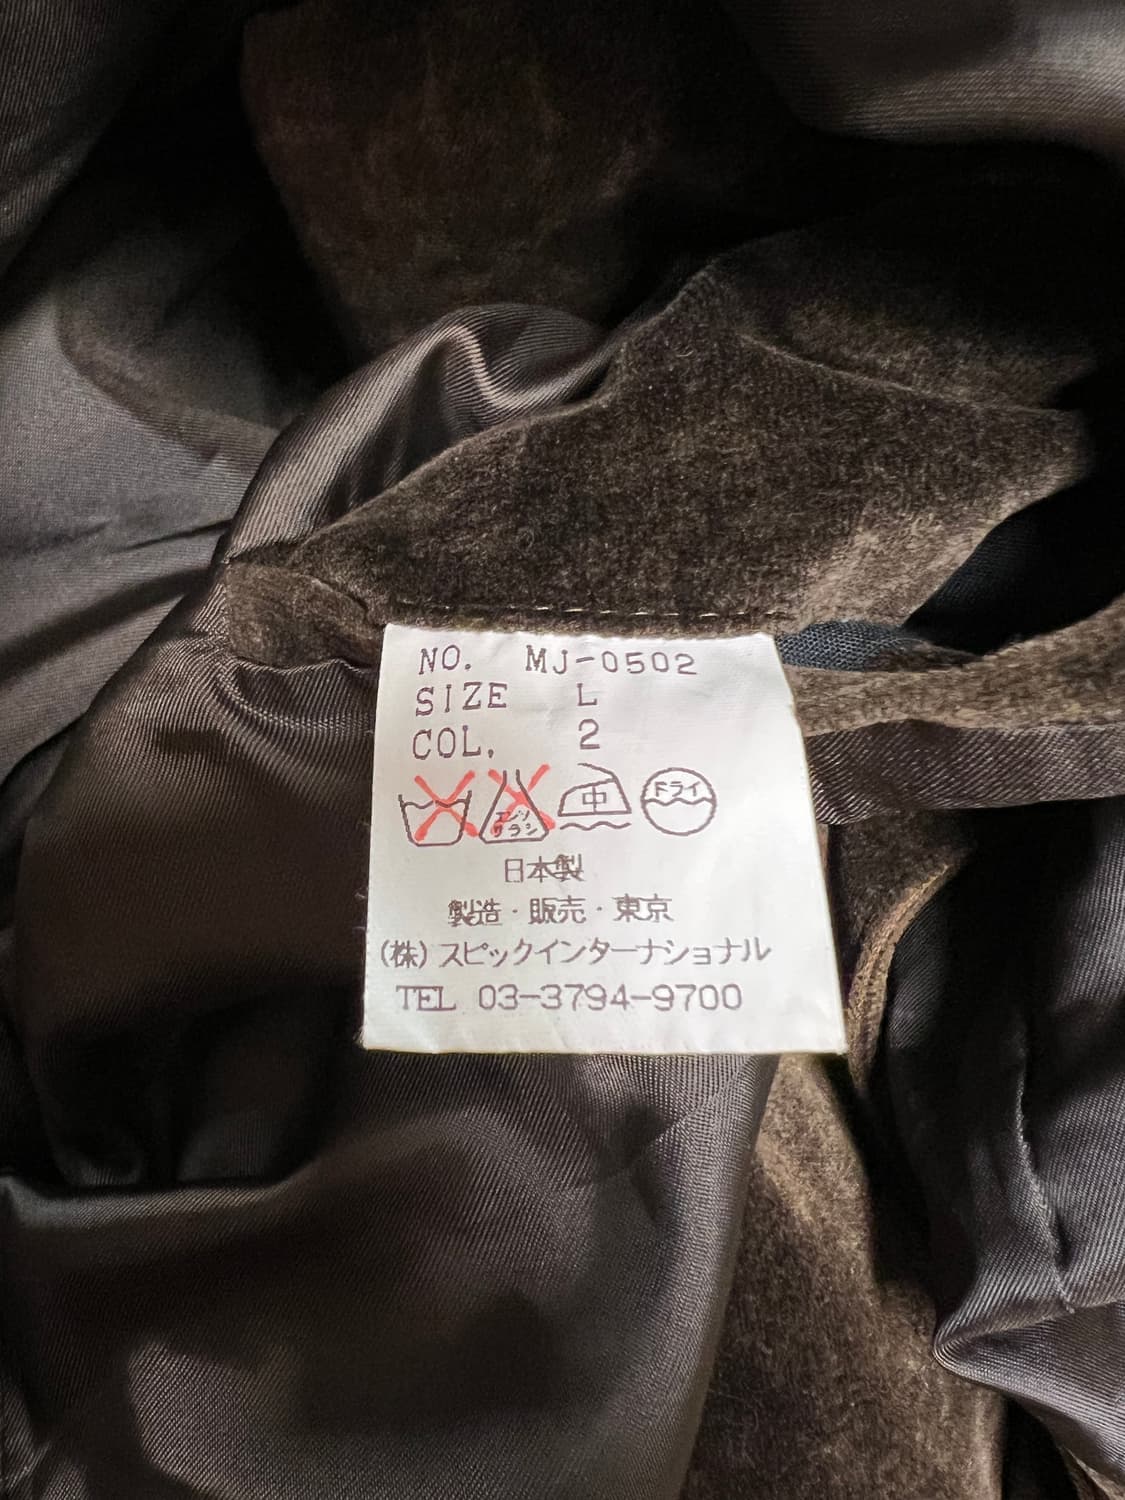 NO. MJ-0502
SIZE L
COL. 2
エンソ
サラシ
中
ドライ
日本製
製造・販売・東京
(株)スピックインターナショナル
TEL 03-3794-9700